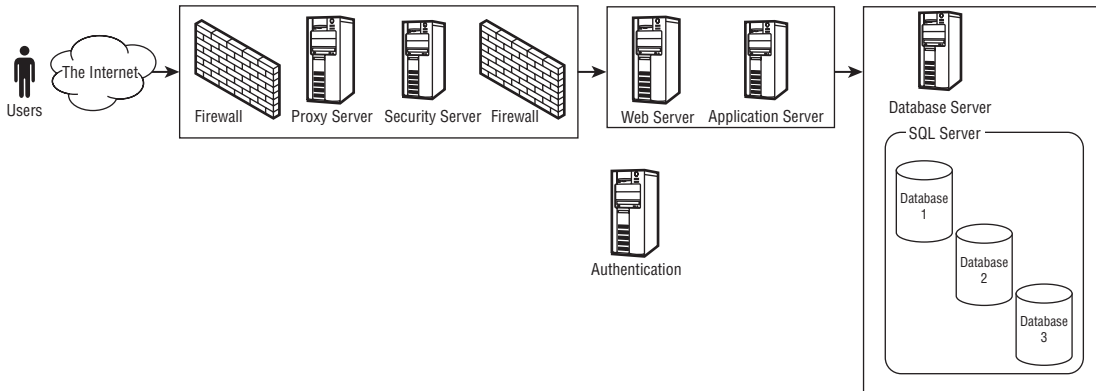 Users
The Internet
Firewall
Proxy Server
Security Server
Firewall
Web Server
Application Server
Database Server
SQL Server
Database
1
Database
2
Database
3
Authentication